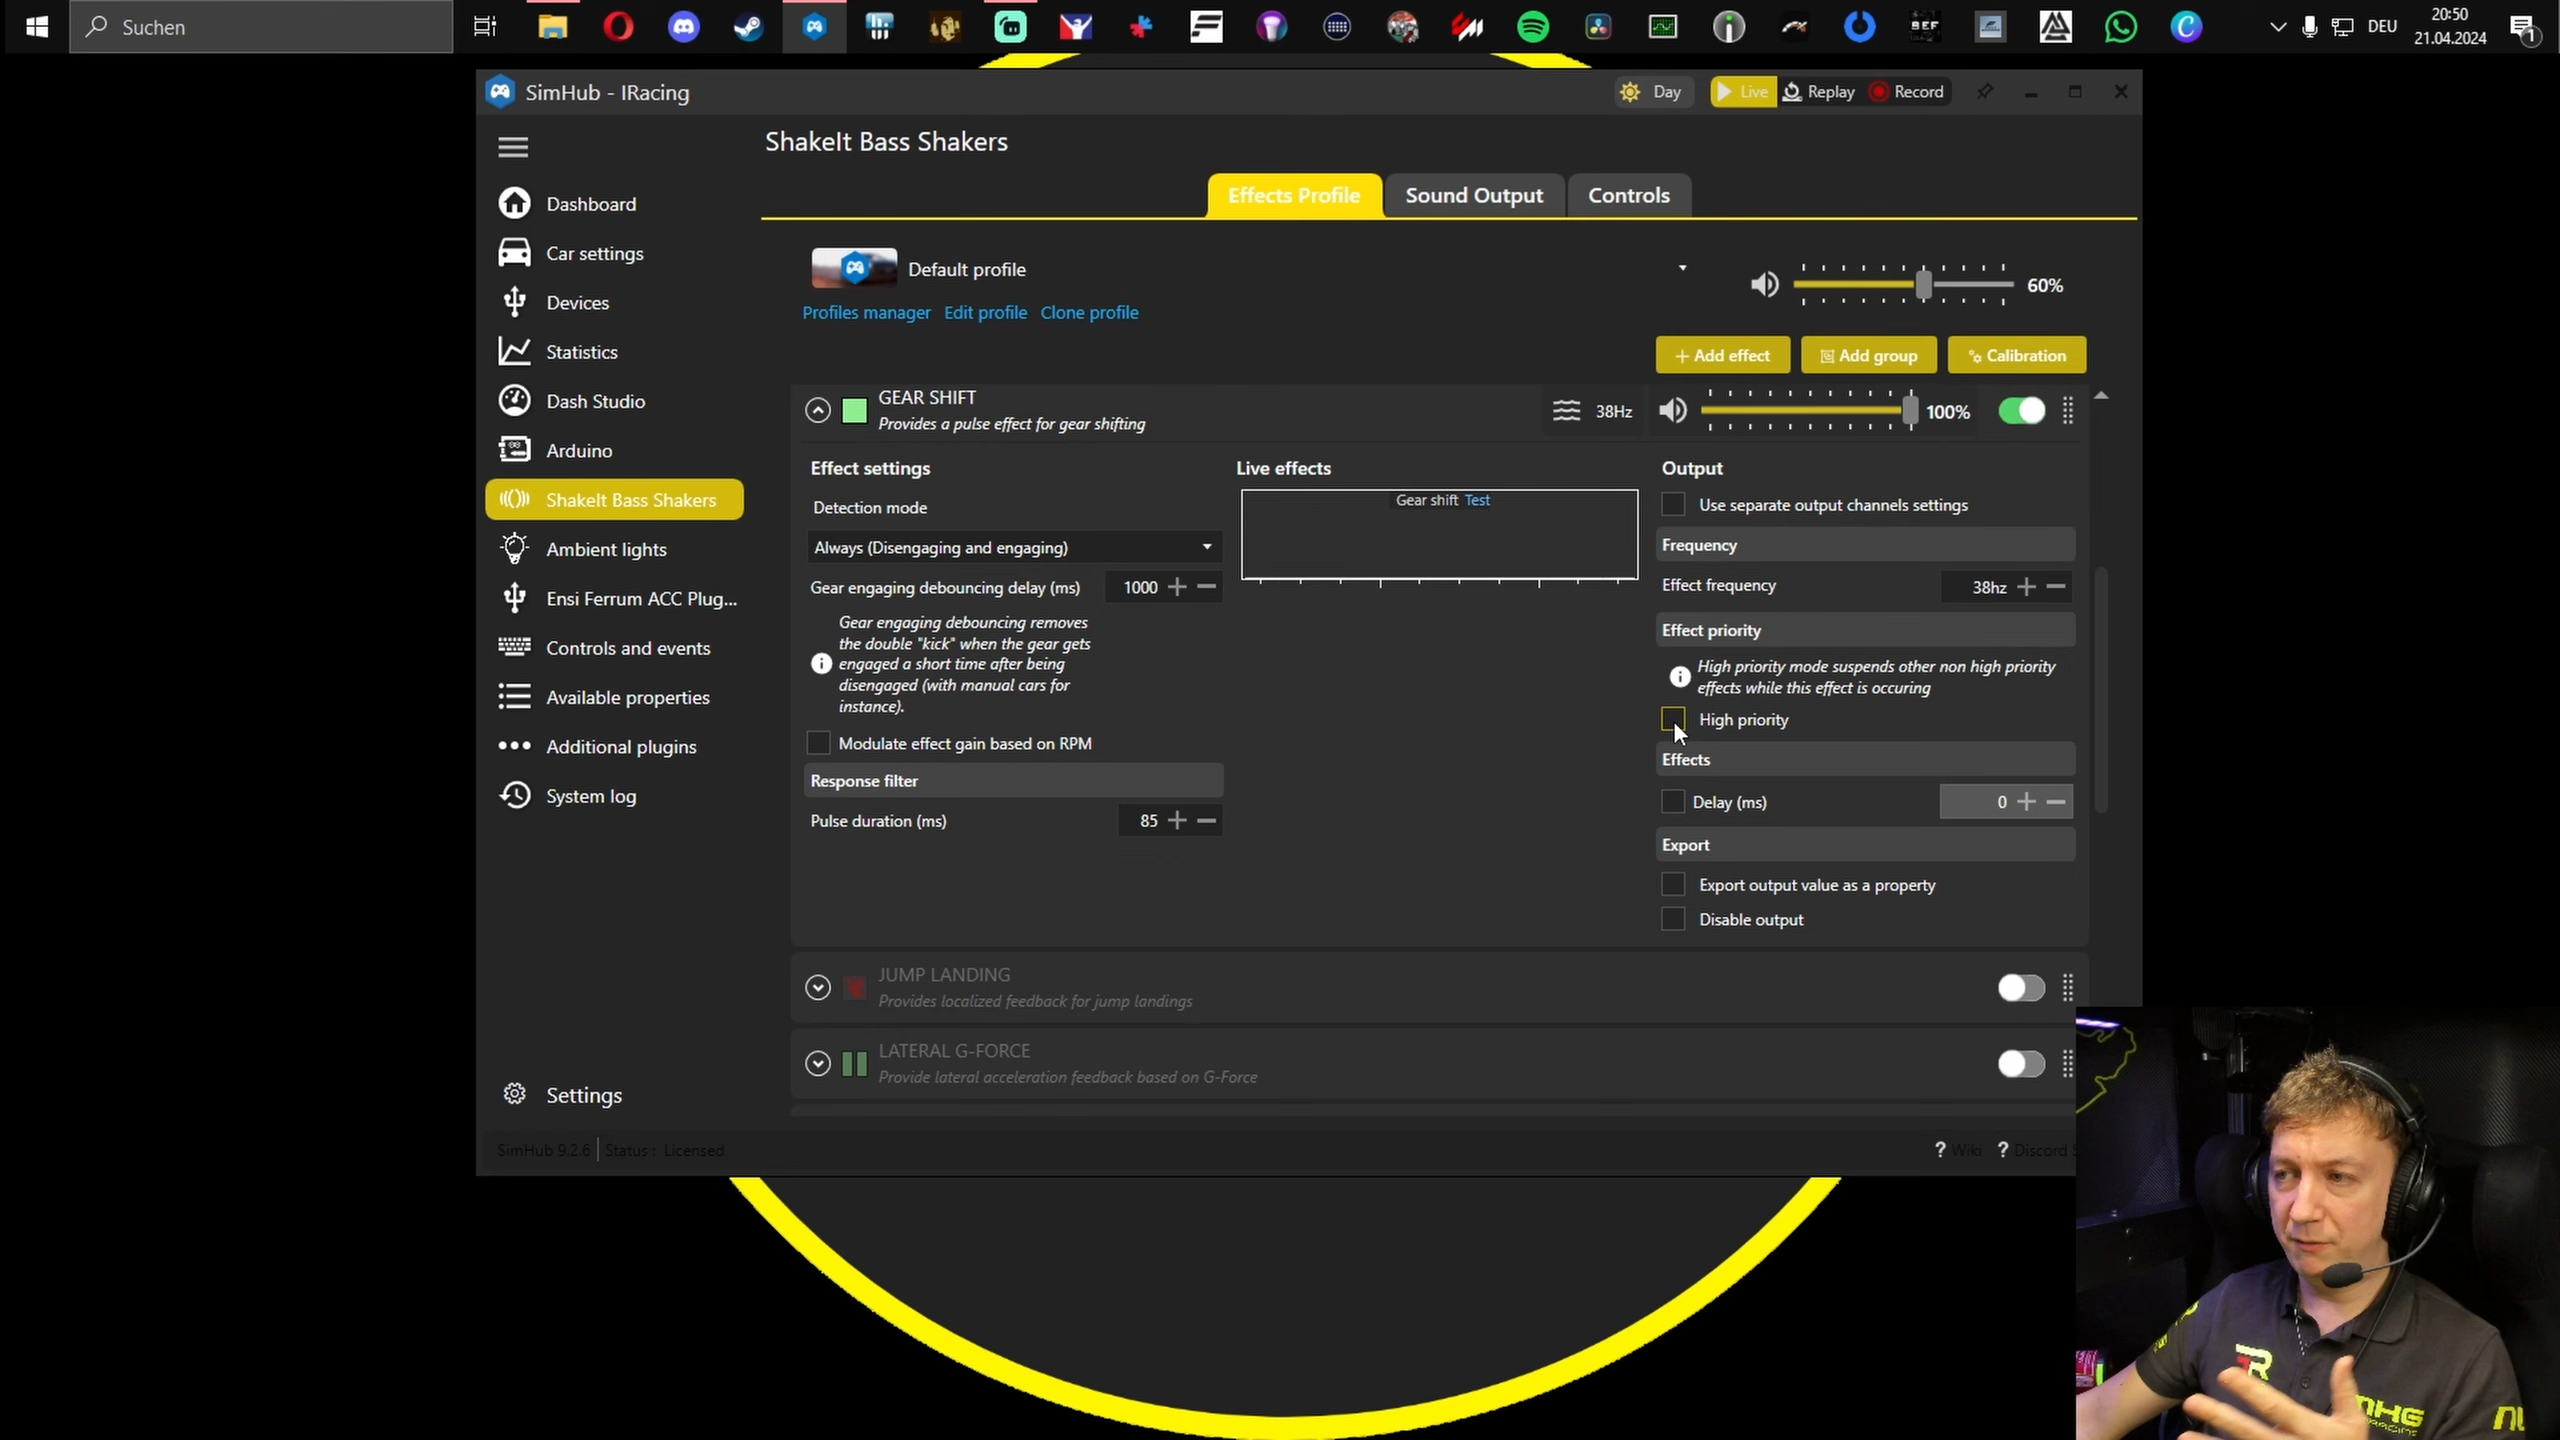 Suchen
DEU
20:50
21.04.2024
1
SimHub - IRacing
Day
Live
Replay
Record
ShakeIt Bass Shakers
Effects Profile
Sound Output
Controls
Dashboard
Car settings
Devices
Statistics
Dash Studio
Arduino
ShakeIt Bass Shakers
Ambient lights
Ensi Ferrum ACC Plug...
Controls and events
Available properties
Additional plugins
System log
Settings
Default profile
Profiles manager Edit profile Clone profile
60%
Add effect
Add group
Calibration
GEAR SHIFT
Provides a pulse effect for gear shifting
38Hz
100%
Effect settings
Detection mode
Always (Disengaging and engaging)
Gear engaging debouncing delay (ms) 1000
Gear engaging debouncing removes
the double "kick" when the gear gets
engaged a short time after being
disengaged (with manual cars for
instance).
Modulate effect gain based on RPM
Response filter
Pulse duration (ms) 85
Live effects
Gear shift Test
Output
Use separate output channels settings
Frequency
Effect frequency 38hz
Effect priority
High priority mode suspends other non high priority
effects while this effect is occuring
High priority
Effects
Delay (ms) 0
Export
Export output value as a property
Disable output
JUMP LANDING
Provides localized feedback for jump landings
LATERAL G-FORCE
Provide lateral acceleration feedback based on G-Force
SimHub 9.2.6 Status : Licensed
? Wiki ? Discord